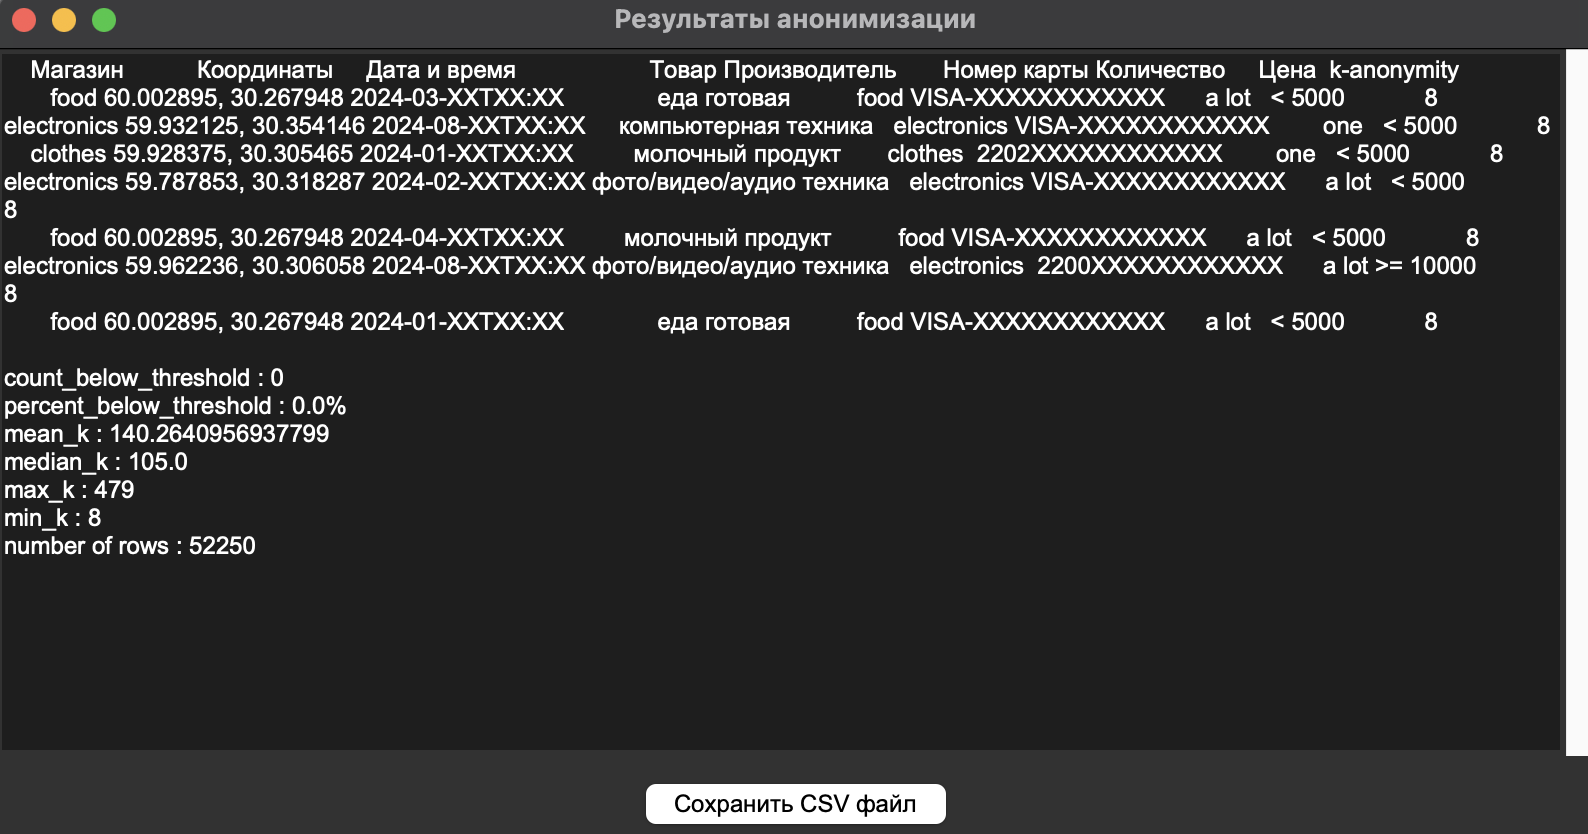 Результаты анонимизации
Магазин Координаты Дата и время Товар Производитель Номер карты Количество Цена k-anonymity
food 60.002895, 30.267948 2024-03-XXTXX:XX еда готовая food VISA-XXXXXXXXXXXX a lot < 5000 8
electronics 59.932125, 30.354146 2024-08-XXTXX:XX компьютерная техника electronics VISA-XXXXXXXXXXXX one < 5000 8
clothes 59.928375, 30.305465 2024-01-XXTXX:XX молочный продукт clothes 2202XXXXXXXXXXXX one < 5000 8
electronics 59.787853, 30.318287 2024-02-XXTXX:XX фото/видео/аудио техника electronics VISA-XXXXXXXXXXXX a lot < 5000
8
food 60.002895, 30.267948 2024-04-XXTXX:XX молочный продукт food VISA-XXXXXXXXXXXX a lot < 5000 8
electronics 59.962236, 30.306058 2024-08-XXTXX:XX фото/видео/аудио техника electronics 2200XXXXXXXXXXXX a lot >= 10000
8
food 60.002895, 30.267948 2024-01-XXTXX:XX еда готовая food VISA-XXXXXXXXXXXX a lot < 5000 8
count_below_threshold : 0
percent_below_threshold : 0.0%
mean_k : 140.2640956937799
median_k : 105.0
max_k : 479
min_k : 8
number of rows : 52250
Сохранить CSV файл